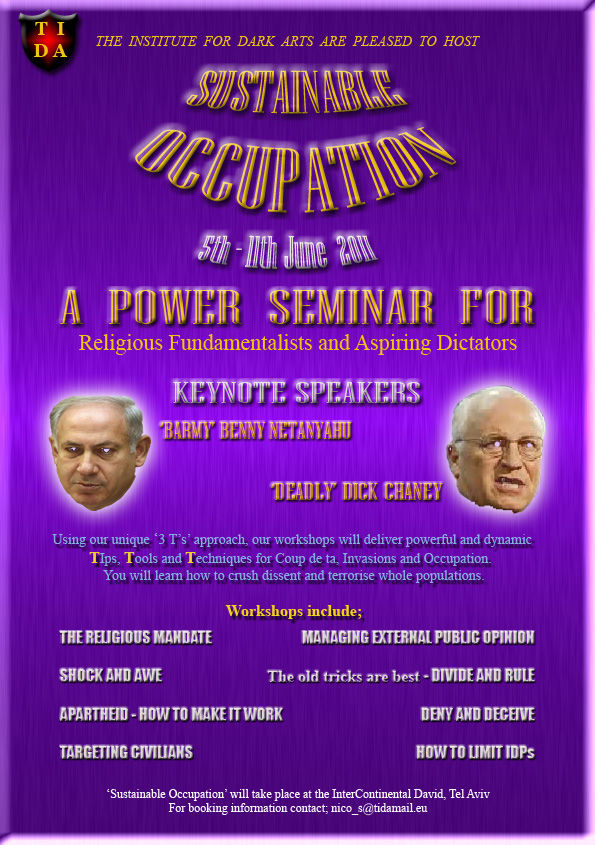 T I
D A
THE INSTITUTE FOR DARK ARTS ARE PLEASED TO HOST
SUSTAINABLE
OCCUPATION
5th - 11th June 2011
A POWER SEMINAR FOR
Religious Fundamentalists and Aspiring Dictators
KEYNOTE SPEAKERS
'BARMY' BENNY NETANYAHU
'DEADLY' DICK CHANEY
Using our unique '3 T's' approach, our workshops will deliver powerful and dynamic
TIps, Tools and Techniques for Coup de ta, Invasions and Occupation.
You will learn how to crush dissent and terrorise whole populations.
Workshops include;
THE RELIGIOUS MANDATE
MANAGING EXTERNAL PUBLIC OPINION
SHOCK AND AWE
The old tricks are best - DIVIDE AND RULE
APARTHEID - HOW TO MAKE IT WORK
DENY AND DECEIVE
TARGETING CIVILIANS
HOW TO LIMIT IDPs
'Sustainable Occupation' will take place at the InterContinental David, Tel Aviv
For booking information contact; nico_s@tidamail.eu